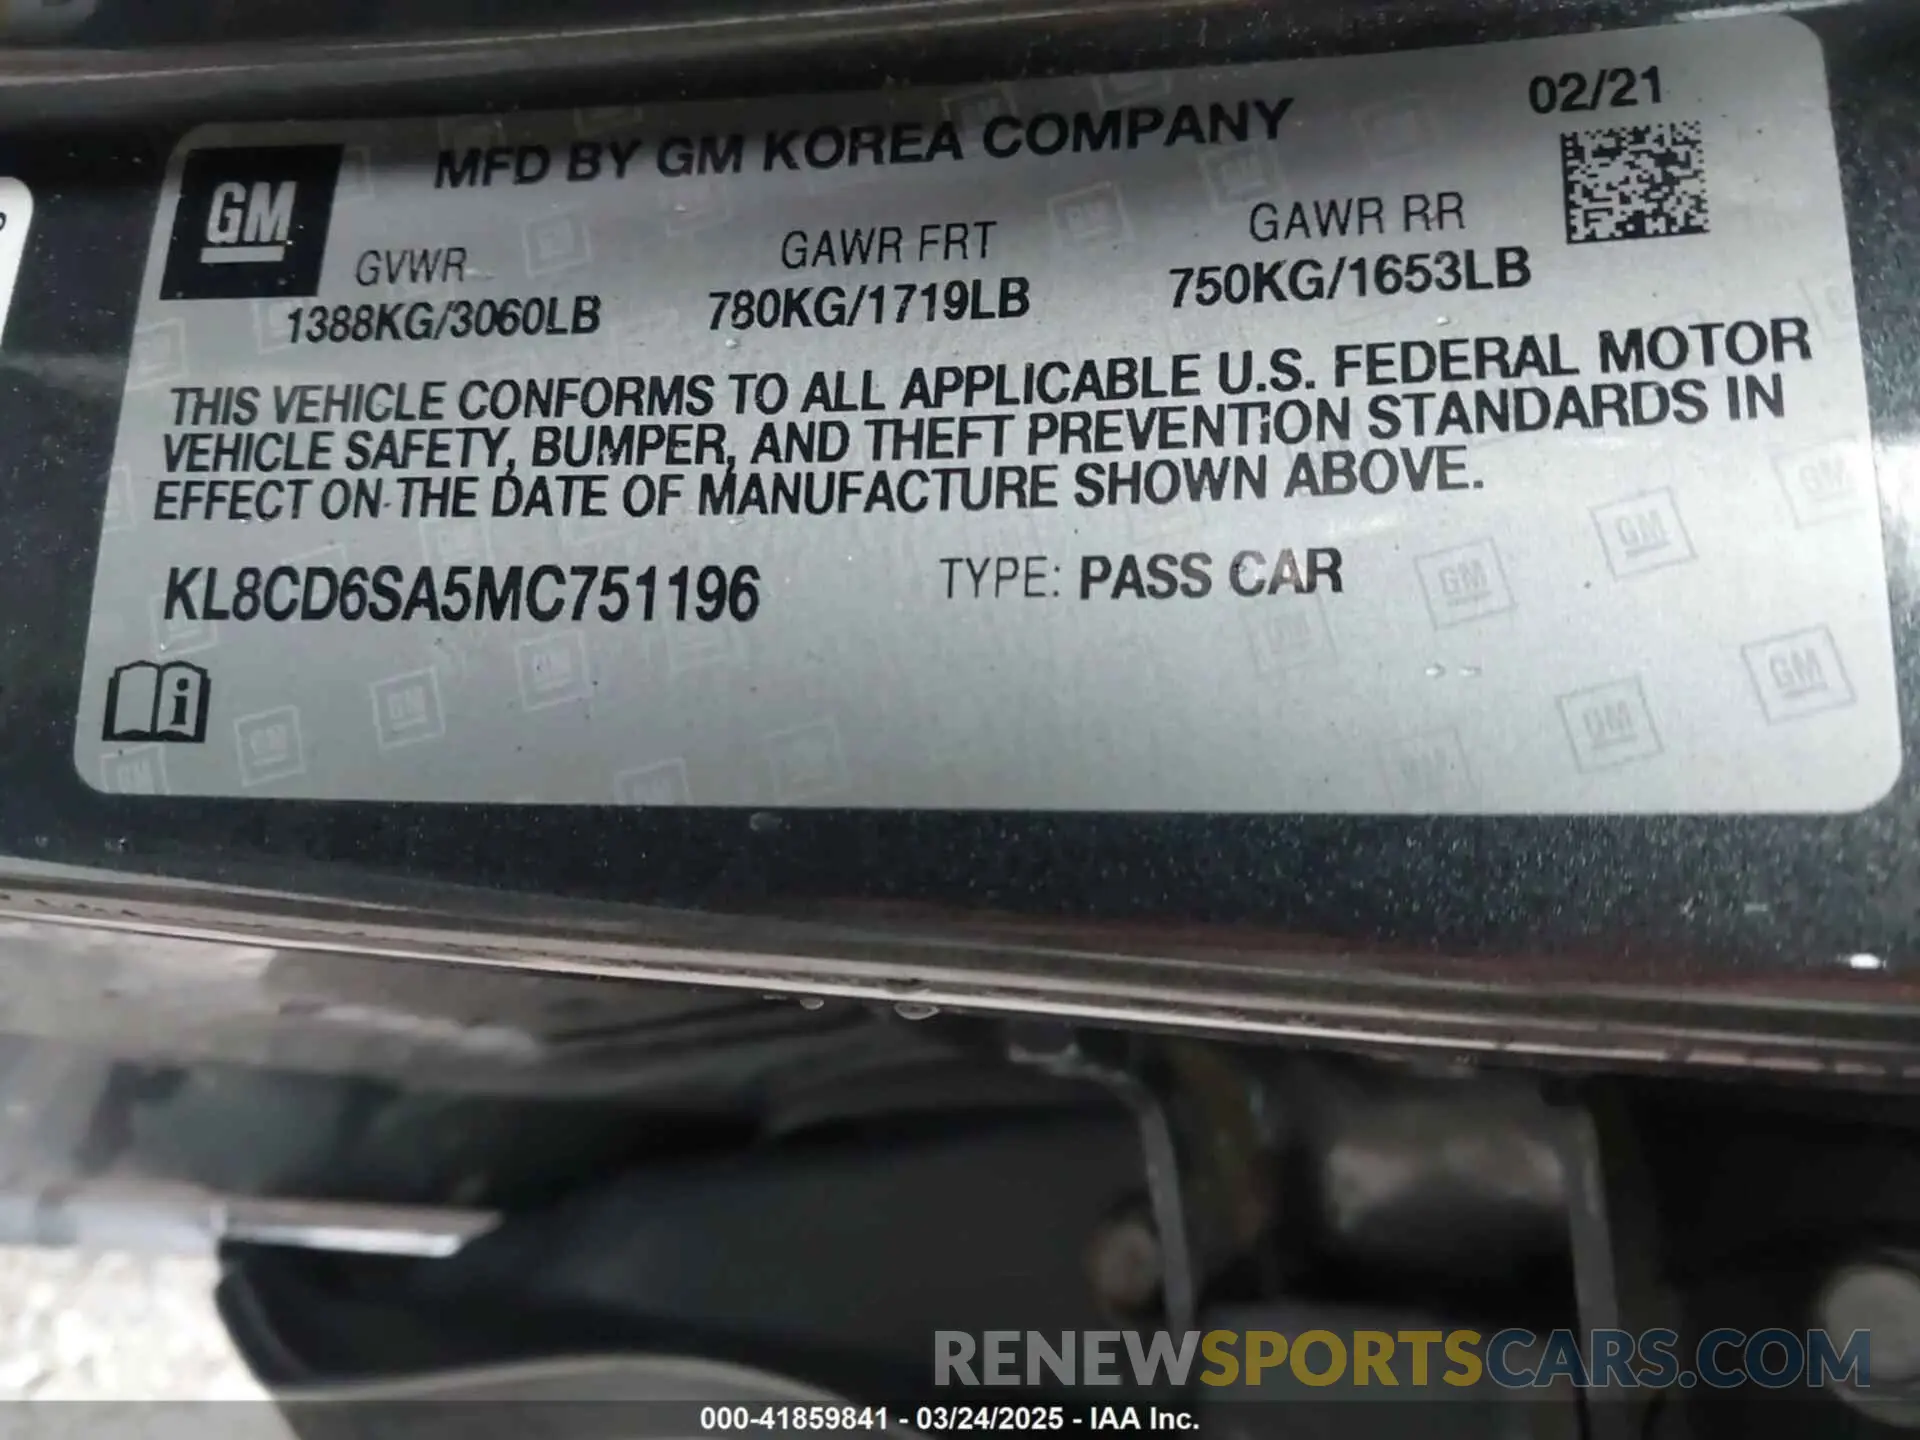 02/21
GM
MFD BY GM KOREA COMPANY
GVWR GAWR FRT GAWR RR
1388KG/3060LB 780KG/1719LB 750KG/1653LB
THIS VEHICLE CONFORMS TO ALL APPLICABLE U.S. FEDERAL MOTOR
VEHICLE SAFETY, BUMPER, AND THEFT PREVENTION STANDARDS IN
EFFECT ON THE DATE OF MANUFACTURE SHOWN ABOVE.
KL8CD6SA5MC751196 TYPE: PASS CAR
RENEWSPORTSCARS.COM
000-41859841 - 03/24/2025 - IAA Inc.